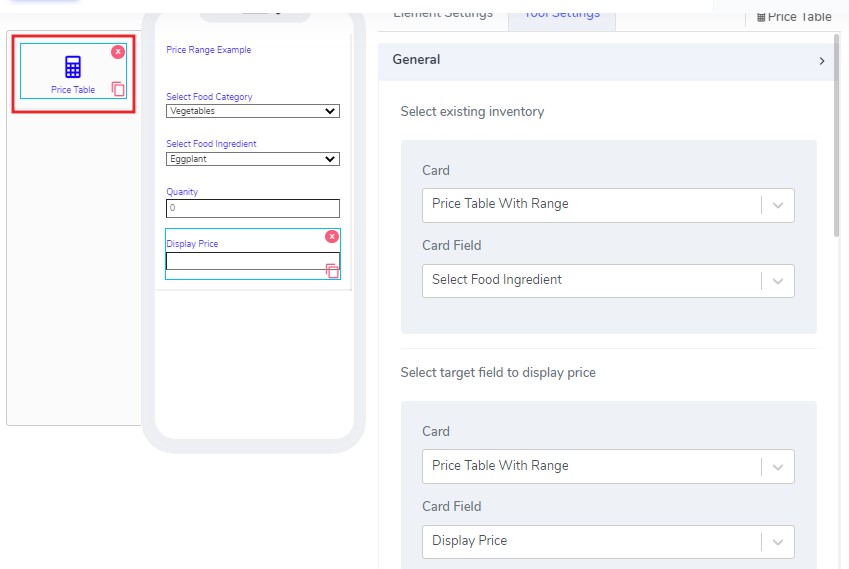 Element Settings
Tool Settings
Price Table
Price Table
Price Range Example
Select Food Category
Vegetables
Select Food Ingredient
Eggplant
Quanity
0
Display Price
General
Select existing inventory
Card
Price Table With Range
Card Field
Select Food Ingredient
Select target field to display price
Card
Price Table With Range
Card Field
Display Price